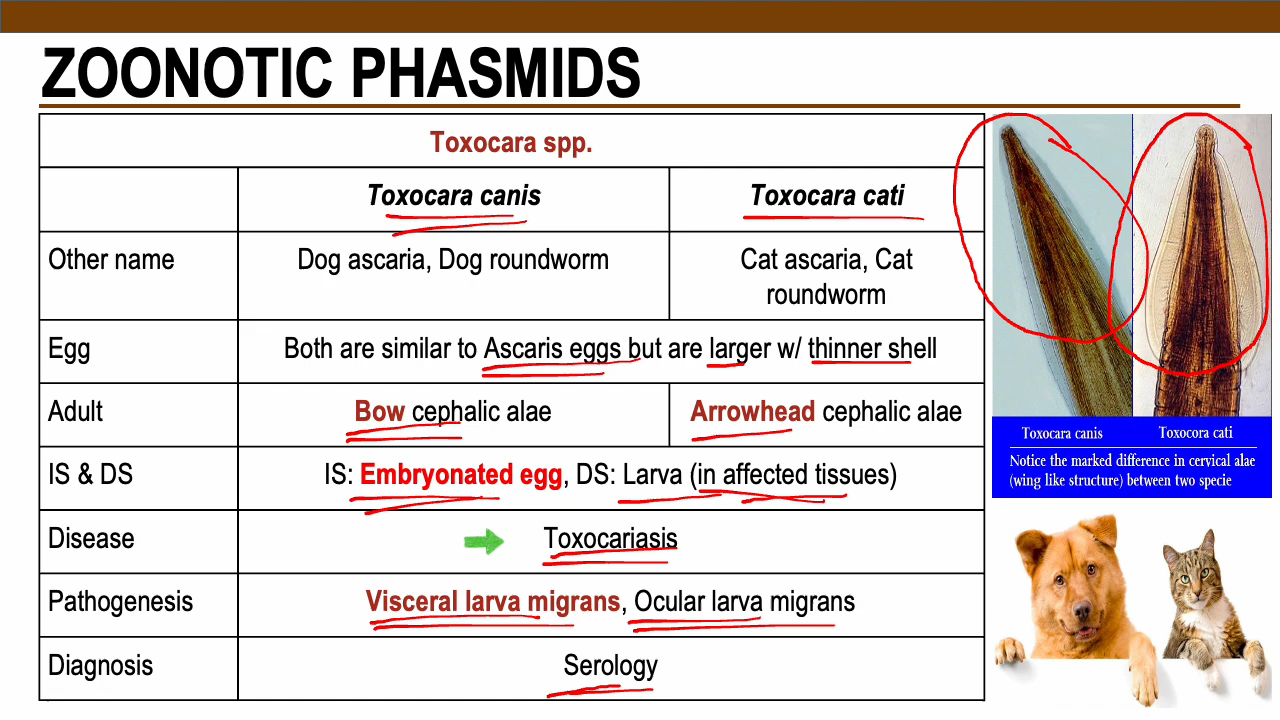 ZOONOTIC PHASMIDS
Toxocara spp.
Toxocara canis
Toxocara cati
Other name
Dog ascaria, Dog roundworm
Cat ascaria, Cat
roundworm
Egg
Both are similar to Ascaris eggs but are larger w/ thinner shell
Adult
Bow cephalic alae
Arrowhead cephalic alae
IS & DS
IS: Embryonated egg, DS: Larva (in affected tissues)
Disease
Toxocariasis
Pathogenesis
Visceral larva migrans, Ocular larva migrans
Diagnosis
Serology
Toxocara canis
Toxocora cati
Notice the marked difference in cervical alae
(wing like structure) between two specie